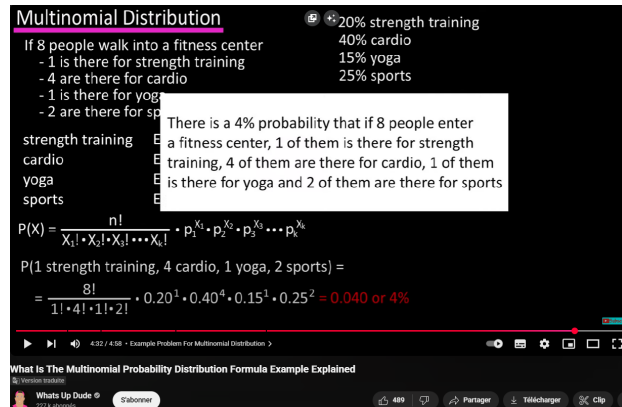 Multinomial Distribution
20% strength training
40% cardio
15% yoga
25% sports
If 8 people walk into a fitness center
- 1 is there for strength training
- 4 are there for cardio
- 1 is there for yoga
- 2 are there for sp
There is a 4% probability that if 8 people enter
a fitness center, 1 of them is there for strength
training, 4 of them are there for cardio, 1 of them
is there for yoga and 2 of them are there for sports
strength training E
cardio E
yoga E
sports E
P(X) = n! / X₁!•X₂!•X₃!•••Xₖ! • p₁^X₁ • p₂^X₂ • p₃^X₃ ••• pₖ^Xₖ
P(1 strength training, 4 cardio, 1 yoga, 2 sports) =
= 8! / 1!•4!•1!•2! • 0.20¹ • 0.40⁴ • 0.15¹ • 0.25² = 0.040 or 4%
4:32 / 4:58 • Example Problem For Multinomial Distribution >
What Is The Multinomial Probability Distribution Formula Example Explained
Version traduite
Whats Up Dude
222 k abonnés
S'abonner
489
Partager
Télécharger
Clip